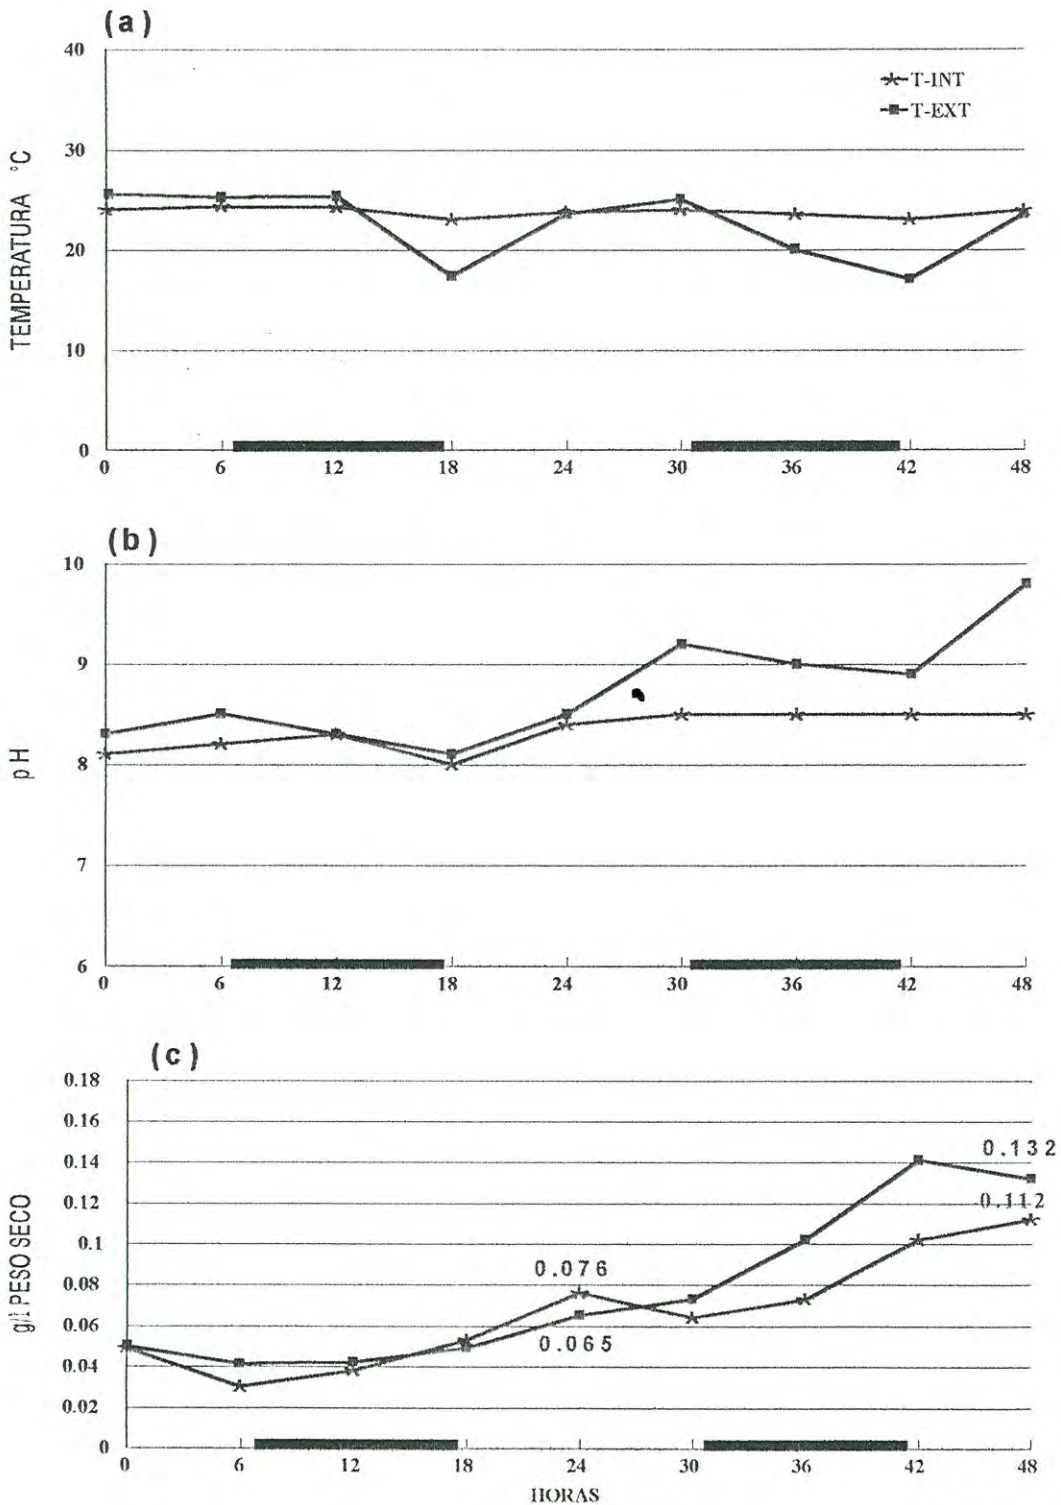 (a)
40
30
20
10
0
TEMPERATURA °C
T-INT
T-EXT
0 6 12 18 24 30 36 42 48
(b)
10
9
8
7
6
pH
0 6 12 18 24 30 36 42 48
(c)
0.18
0.16
0.14
0.12
0.1
0.08
0.06
0.04
0.02
0
g/l PESO SECO
0.132
0.112
0.076
0.065
0 6 12 18 24 30 36 42 48
HORAS